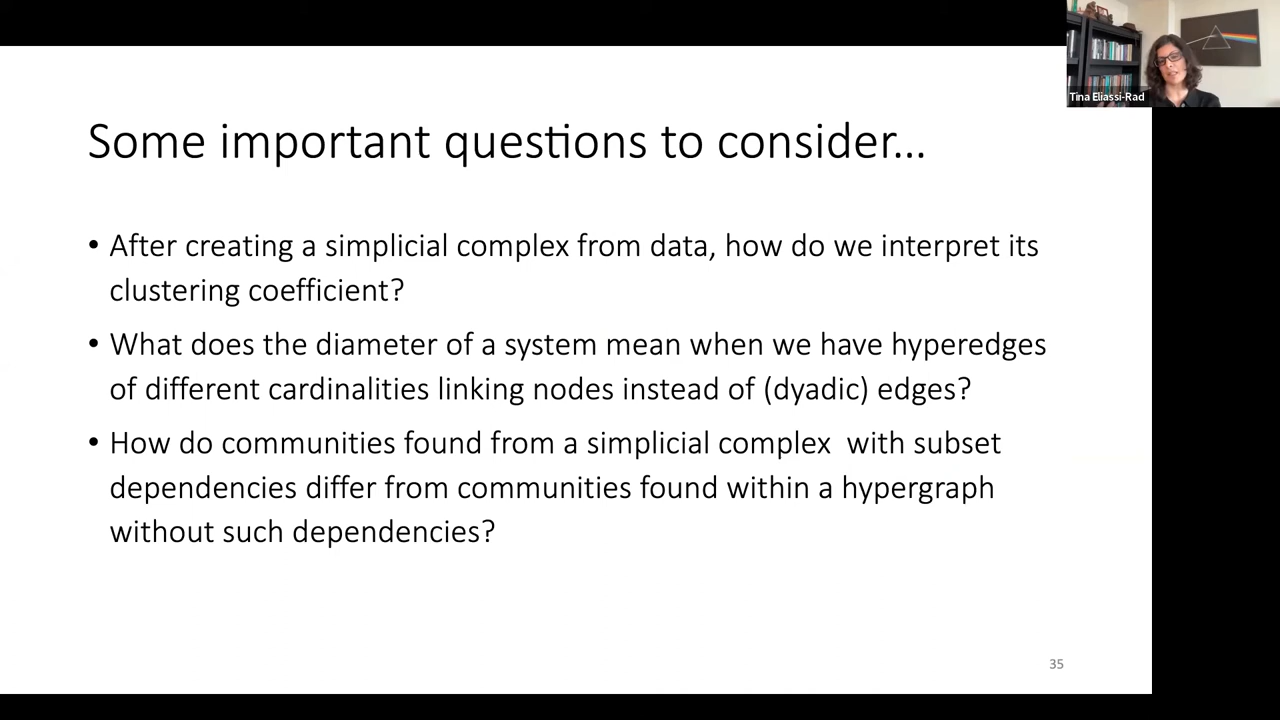 Tina Eliassi-Rad
Some important questions to consider...
• After creating a simplicial complex from data, how do we interpret its
clustering coefficient?
• What does the diameter of a system mean when we have hyperedges
of different cardinalities linking nodes instead of (dyadic) edges?
• How do communities found from a simplicial complex  with subset
dependencies differ from communities found within a hypergraph
without such dependencies?
35